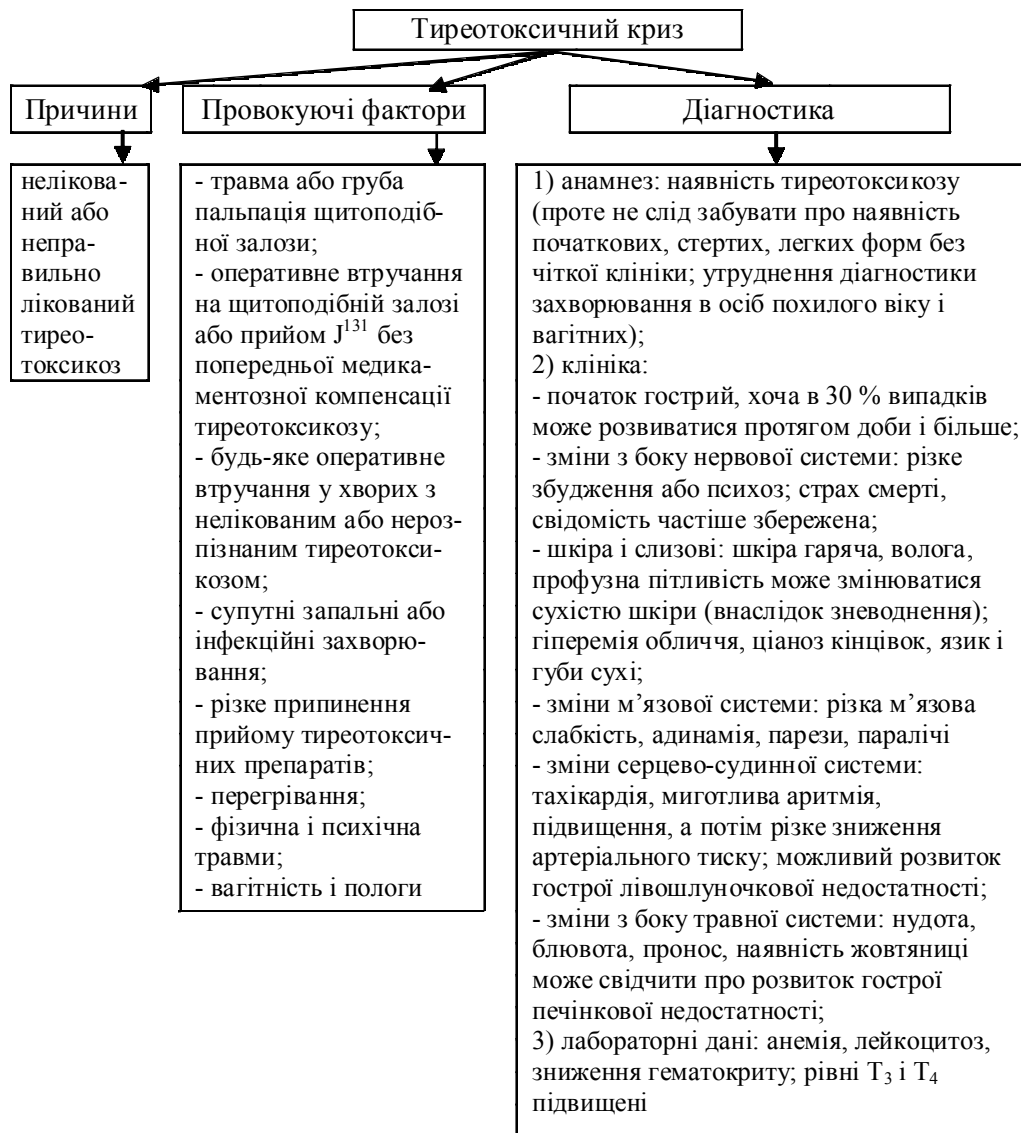 Тиреотоксичний криз
Причини
Провокуючі фактори
Діагностика
нелікова-
ний або
непра-
вильно
лікований
тирео-
токсикоз
- травма або груба
пальпація щитоподіб-
ної залози;
- оперативне втручання
на щитоподібній залозі
або прийом J¹³¹ без
попередньої медика-
ментозної компенсації
тиреотоксикозу;
- будь-яке оперативне
втручання у хворих з
нелікованим або нероз-
пізнаним тиреотокси-
козом;
- супутні запальні або
інфекційні захворю-
вання;
- різке припинення
прийому тиреотоксич-
них препаратів;
- перегрівання;
- фізична і психічна
травми;
- вагітність і пологи
1) анамнез: наявність тиреотоксикозу
(проте не слід забувати про наявність
початкових, стертих, легких форм без
чіткої клініки; утруднення діагностики
захворювання в осіб похилого віку і
вагітних);
2) клініка:
- початок гострий, хоча в 30 % випадків
може розвиватися протягом доби і більше;
- зміни з боку нервової системи: різке
збудження або психоз; страх смерті,
свідомість частіше збережена;
- шкіра і слизові: шкіра гаряча, волога,
профузна пітливість може змінюватися
сухістю шкіри (внаслідок зневоднення);
гіперемія обличчя, ціаноз кінцівок, язик і
губи сухі;
- зміни м’язової системи: різка м’язова
слабкість, адинамія, парези, паралічі
- зміни серцево-судинної системи:
тахікардія, миготлива аритмія,
підвищення, а потім різке зниження
артеріального тиску; можливий розвиток
гострої лівошлуночкової недостатності;
- зміни з боку травної системи: нудота,
блювота, пронос, наявність жовтяниці
може свідчити про розвиток гострої
печінкової недостатності;
3) лабораторні дані: анемія, лейкоцитоз,
зниження гематокриту; рівні Т₃ і Т₄
підвищені